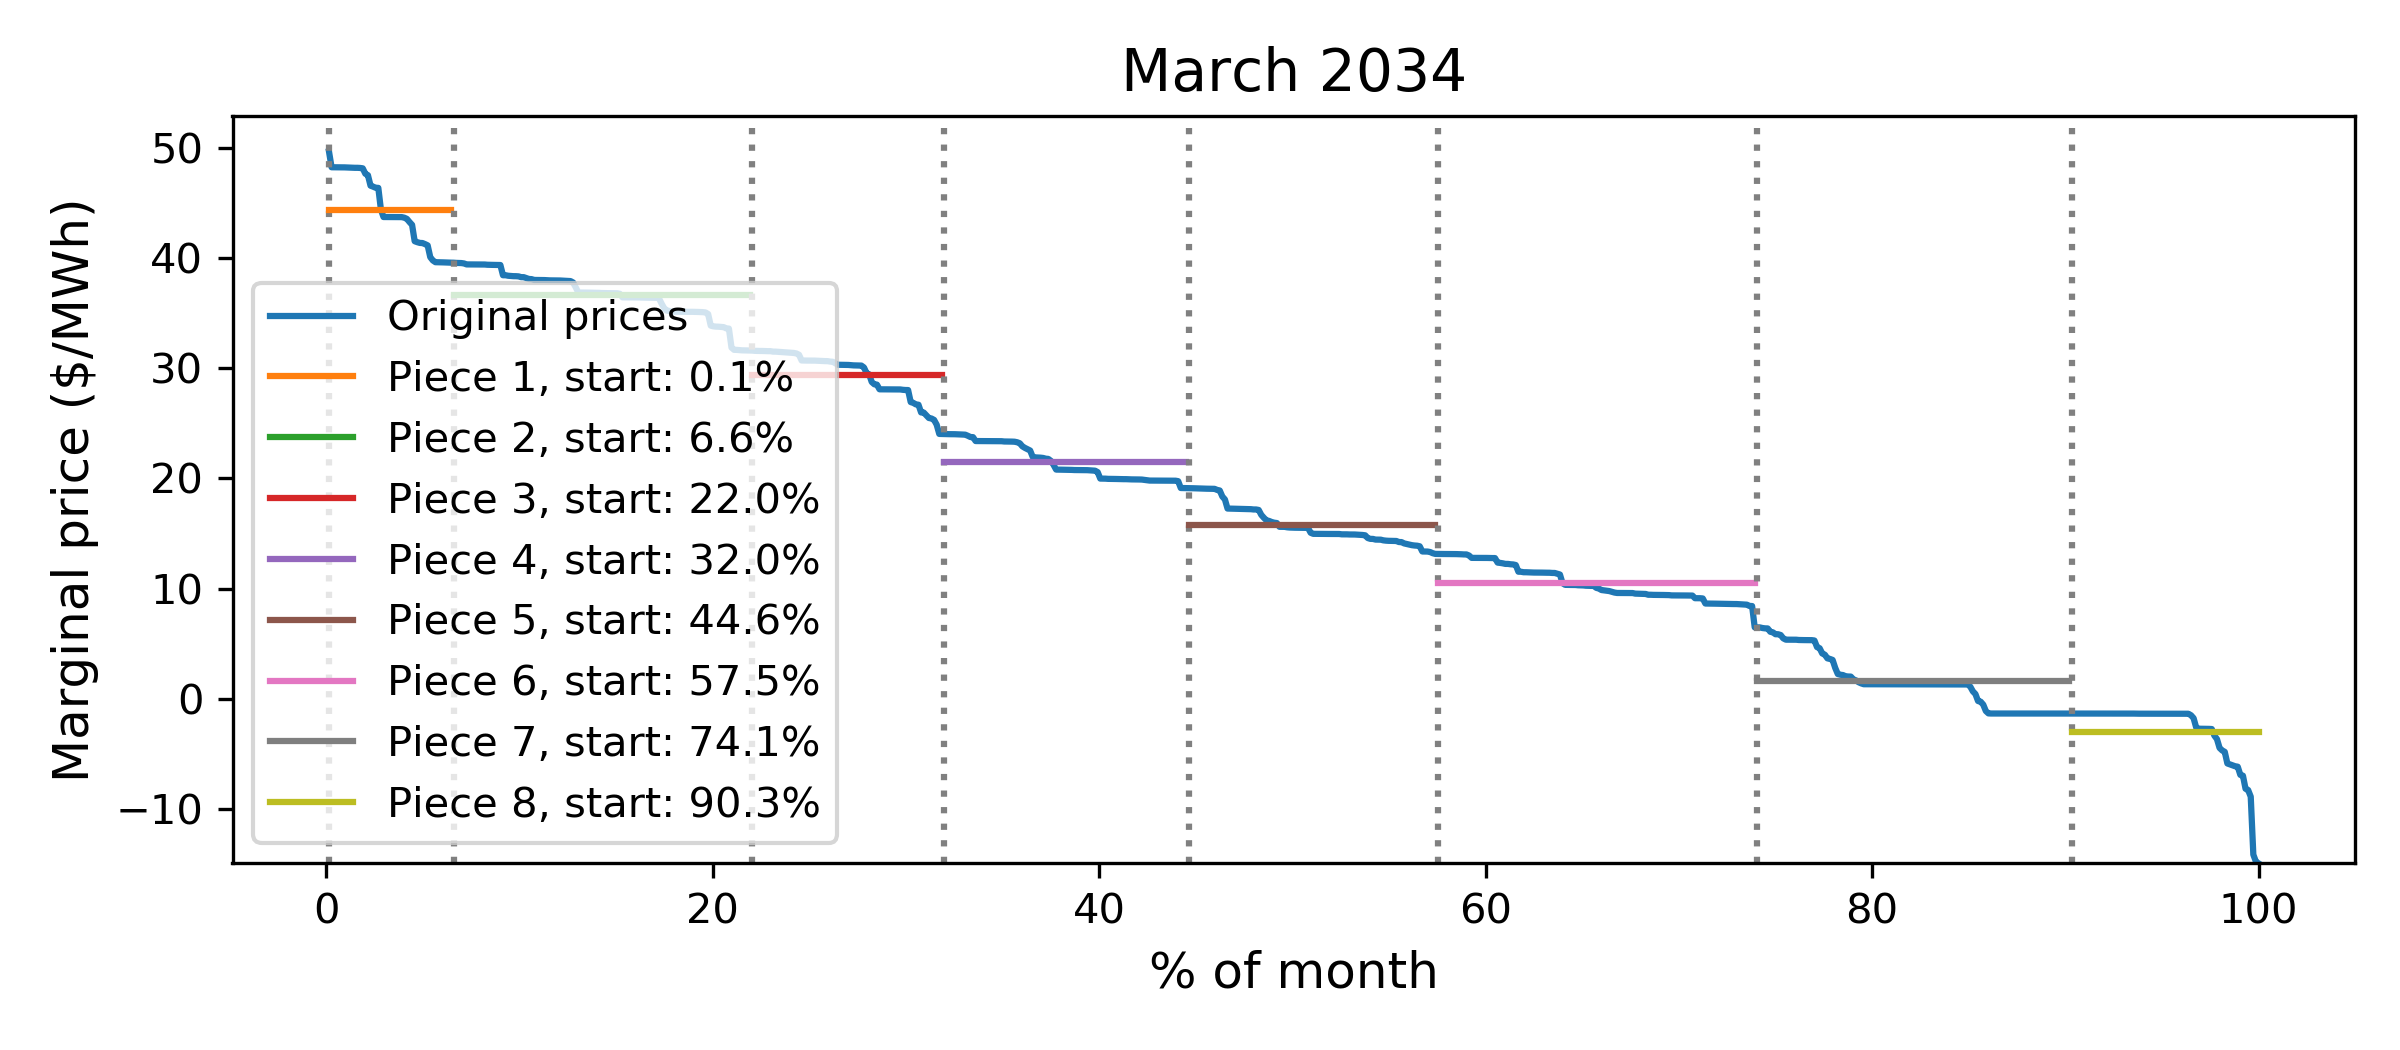 March 2034
Marginal price ($/MWh)
50
40
30
20
10
0
−10
Original prices
Piece 1, start: 0.1%
Piece 2, start: 6.6%
Piece 3, start: 22.0%
Piece 4, start: 32.0%
Piece 5, start: 44.6%
Piece 6, start: 57.5%
Piece 7, start: 74.1%
Piece 8, start: 90.3%
0 20 40 60 80 100
% of month